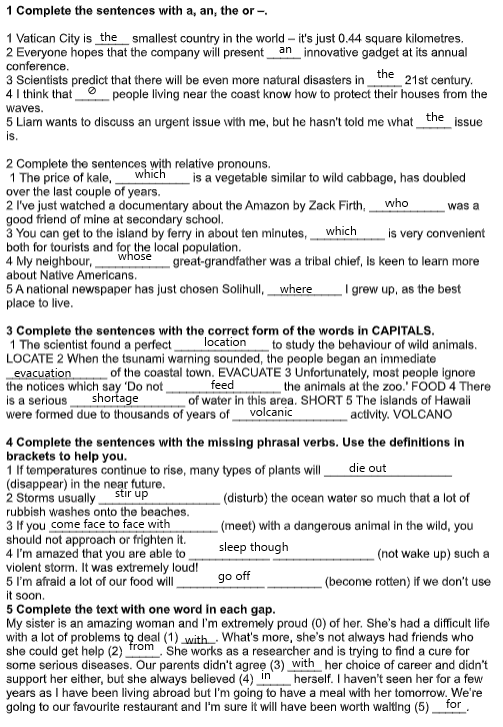 1 Complete the sentences with a, an, the or –.
1 Vatican City is the smallest country in the world – it's just 0.44 square kilometres.
2 Everyone hopes that the company will present an innovative gadget at its annual
conference.
3 Scientists predict that there will be even more natural disasters in the 21st century.
4 I think that ∅ people living near the coast know how to protect their houses from the
waves.
5 Liam wants to discuss an urgent issue with me, but he hasn't told me what the issue
is.
2 Complete the sentences with relative pronouns.
1 The price of kale, which is a vegetable similar to wild cabbage, has doubled
over the last couple of years.
2 I've just watched a documentary about the Amazon by Zack Firth, who was a
good friend of mine at secondary school.
3 You can get to the island by ferry in about ten minutes, which is very convenient
both for tourists and for the local population.
4 My neighbour, whose great-grandfather was a tribal chief, is keen to learn more
about Native Americans.
5 A national newspaper has just chosen Solihull, where I grew up, as the best
place to live.
3 Complete the sentences with the correct form of the words in CAPITALS.
1 The scientist found a perfect location to study the behaviour of wild animals.
LOCATE 2 When the tsunami warning sounded, the people began an immediate
evacuation of the coastal town. EVACUATE 3 Unfortunately, most people ignore
the notices which say 'Do not feed the animals at the zoo.' FOOD 4 There
is a serious shortage of water in this area. SHORT 5 The islands of Hawaii
were formed due to thousands of years of volcanic activity. VOLCANO
4 Complete the sentences with the missing phrasal verbs. Use the definitions in
brackets to help you.
1 If temperatures continue to rise, many types of plants will die out
(disappear) in the near future.
2 Storms usually stir up (disturb) the ocean water so much that a lot of
rubbish washes onto the beaches.
3 If you come face to face with (meet) with a dangerous animal in the wild, you
should not approach or frighten it.
4 I'm amazed that you are able to sleep though (not wake up) such a
violent storm. It was extremely loud!
5 I'm afraid a lot of our food will go off (become rotten) if we don't use
it soon.
5 Complete the text with one word in each gap.
My sister is an amazing woman and I'm extremely proud (0) of her. She's had a difficult life
with a lot of problems to deal (1) with. What's more, she's not always had friends who
she could get help (2) from. She works as a researcher and is trying to find a cure for
some serious diseases. Our parents didn't agree (3) with her choice of career and didn't
support her either, but she always believed (4) in herself. I haven't seen her for a few
years as I have been living abroad but I'm going to have a meal with her tomorrow. We're
going to our favourite restaurant and I'm sure it will have been worth waiting (5) for.